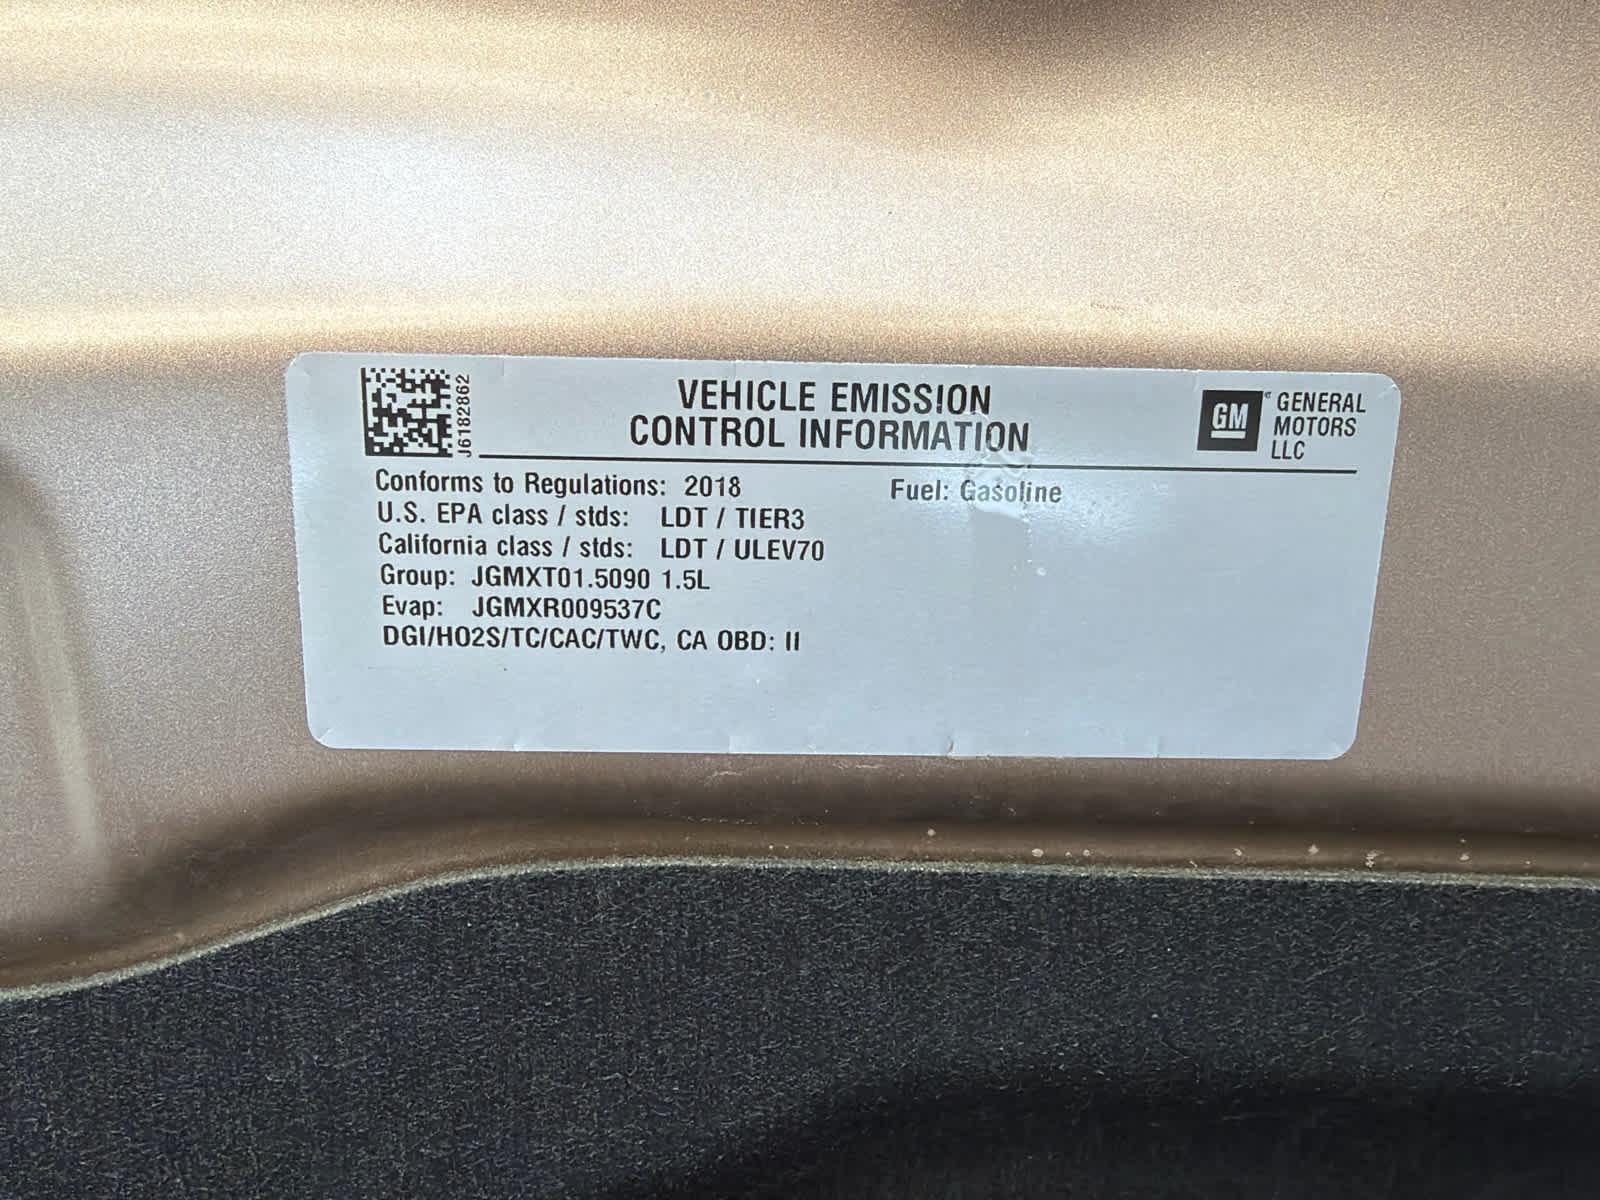 J6182862
VEHICLE EMISSION
CONTROL INFORMATION
GM
GENERAL
MOTORS
LLC
Conforms to Regulations: 2018
Fuel: Gasoline
U.S. EPA class / stds: LDT / TIER3
California class / stds: LDT / ULEV70
Group: JGMXT01.5090 1.5L
Evap: JGMXR009537C
DGI/HO2S/TC/CAC/TWC, CA OBD: II